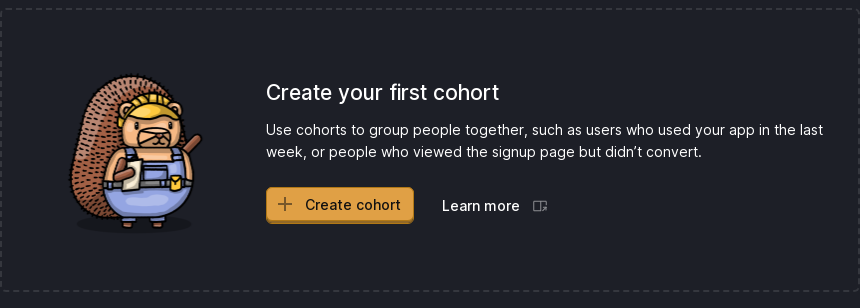 Create your first cohort
Use cohorts to group people together, such as users who used your app in the last
week, or people who viewed the signup page but didn’t convert.
Create cohort
Learn more